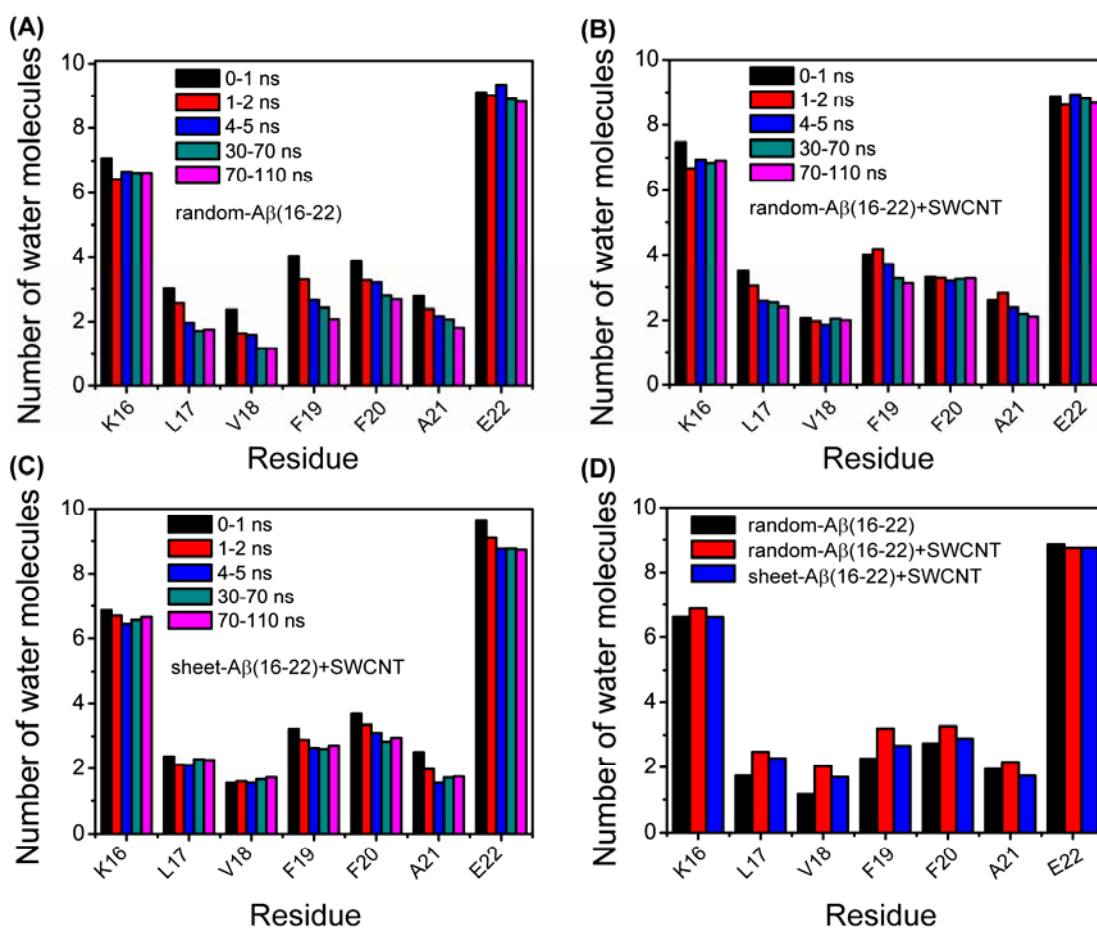 (A)
Number of water molecules
10
8
6
4
2
0
0-1 ns
1-2 ns
4-5 ns
30-70 ns
70-110 ns
random-Aβ(16-22)
K16
L17
V18
F19
F20
A21
E22
Residue
(B)
Number of water molecules
10
8
6
4
2
0
0-1 ns
1-2 ns
4-5 ns
30-70 ns
70-110 ns
random-Aβ(16-22)+SWCNT
K16
L17
V18
F19
F20
A21
E22
Residue
(C)
Number of water molecules
10
8
6
4
2
0
0-1 ns
1-2 ns
4-5 ns
30-70 ns
70-110 ns
sheet-Aβ(16-22)+SWCNT
K16
L17
V18
F19
F20
A21
E22
Residue
(D)
Number of water molecules
10
8
6
4
2
0
random-Aβ(16-22)
random-Aβ(16-22)+SWCNT
sheet-Aβ(16-22)+SWCNT
K16
L17
V18
F19
F20
A21
E22
Residue